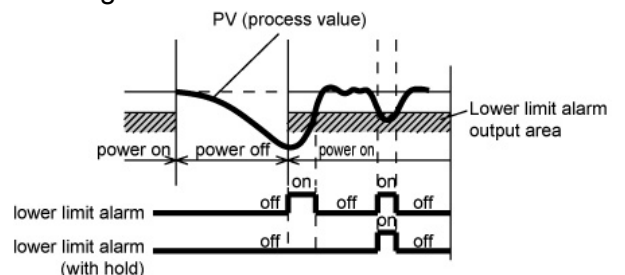 PV (process value)
Lower limit alarm
output area
power on
power off
power on
on
on
lower limit alarm
off
off
off
on
lower limit alarm
(with hold)
off
off